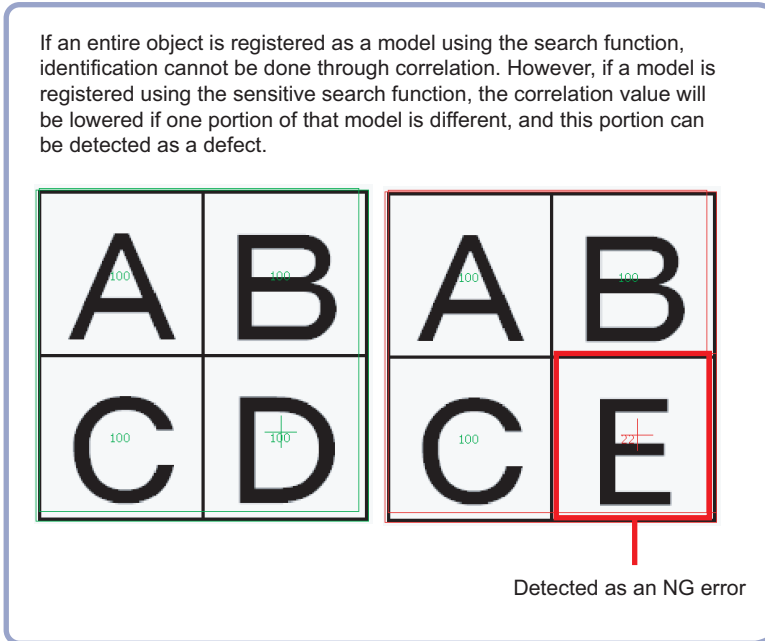 If an entire object is registered as a model using the search function,
identification cannot be done through correlation. However, if a model is
registered using the sensitive search function, the correlation value will
be lowered if one portion of that model is different, and this portion can
be detected as a defect.
A B A B
100 100 100 100
C D C E
100 100 100 22
Detected as an NG error